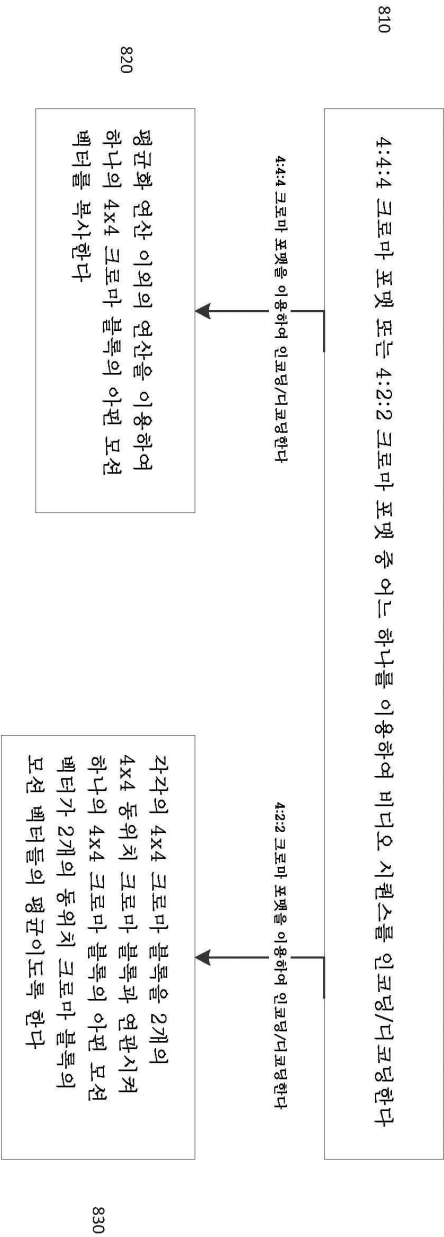 810
4:4:4 크로마 포맷 또는 4:2:2 크로마 포맷 중 어느 하나를 이용하여 비디오 시퀀스를 인코딩/디코딩한다
4:4:4 크로마 포맷을 이용하여 인코딩/디코딩한다
4:2:2 크로마 포맷을 이용하여 인코딩/디코딩한다
820
평균화 연산 이외의 연산을 이용하여
하나의 4x4 크로마 블록의 아핀 모션
벡터를 복사한다
각각의 4x4 크로마 블록을 2개의
4x4 동위치 크로마 블록과 연관시켜
하나의 4x4 크로마 블록의 아핀 모션
벡터가 2개의 동위치 크로마 블록의
모션 벡터들의 평균이도록 한다
830